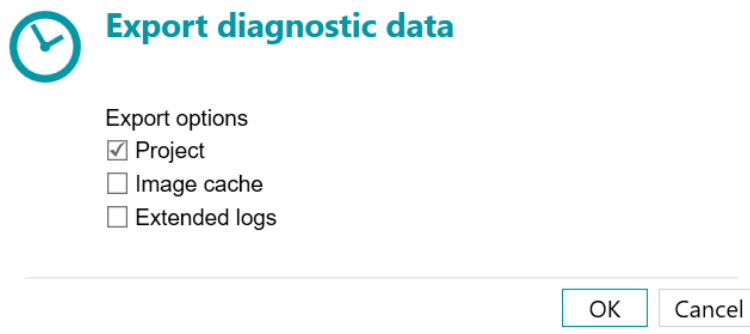 Export diagnostic data
Export options
Project
Image cache
Extended logs
OK Cancel